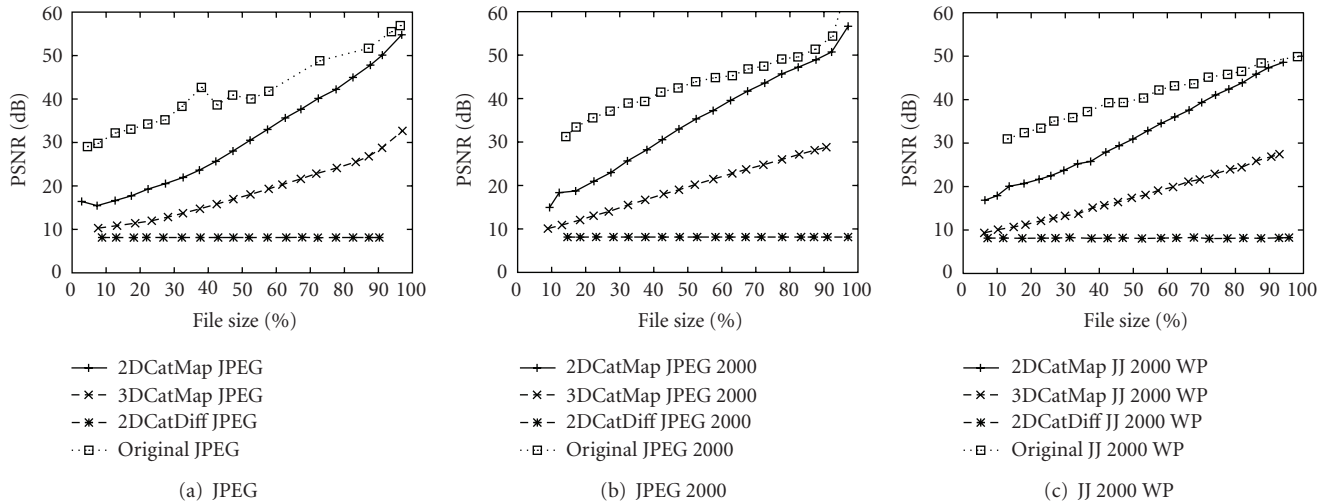 60
50
40
30
20
10
0
PSNR (dB)
0 10 20 30 40 50 60 70 80 90 100
File size (%)
2DCatMap JPEG
3DCatMap JPEG
2DCatDiff JPEG
Original JPEG
(a) JPEG
60
50
40
30
20
10
0
PSNR (dB)
0 10 20 30 40 50 60 70 80 90 100
File size (%)
2DCatMap JPEG 2000
3DCatMap JPEG 2000
2DCatDiff JPEG 2000
Original JPEG 2000
(b) JPEG 2000
60
50
40
30
20
10
0
PSNR (dB)
0 10 20 30 40 50 60 70 80 90 100
File size (%)
2DCatMap JJ 2000 WP
3DCatMap JJ 2000 WP
2DCatDiff JJ 2000 WP
Original JJ 2000 WP
(c) JJ 2000 WP